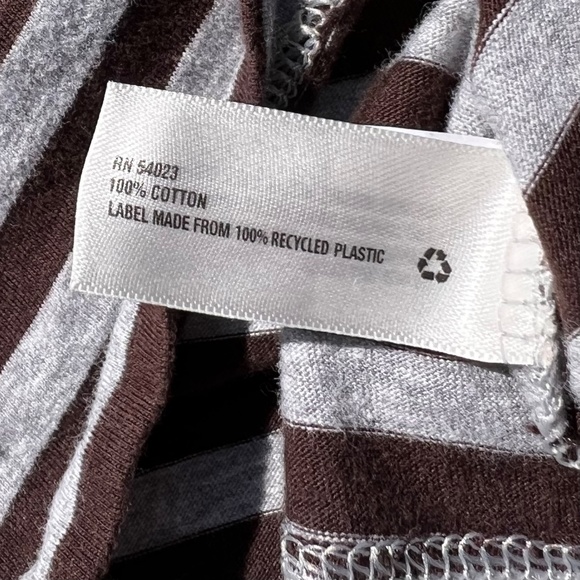 RN 54023
100% COTTON
LABEL MADE FROM 100% RECYCLED PLASTIC